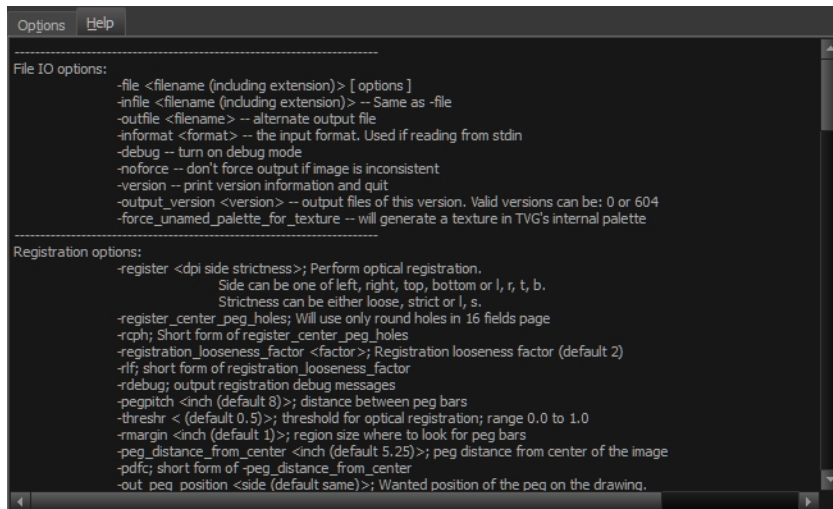 Options Help
--------------------------------------------------------------------------
File IO options:
-file <filename (including extension)> [ options ]
-infile <filename (including extension)> -- Same as -file
-outfile <filename> -- alternate output file
-informat <format> -- the input format. Used if reading from stdin
-debug -- turn on debug mode
-noforce -- don't force output if image is inconsistent
-version -- print version information and quit
-output_version <version> -- output files of this version. Valid versions can be: 0 or 604
-force_unamed_palette_for_texture -- will generate a texture in TVG's internal palette
--------------------------------------------------------------------------
Registration options:
-register <dpi side strictness>; Perform optical registration.
Side can be one of left, right, top, bottom or l, r, t, b.
Strictness can be either loose, strict or l, s.
-register_center_peg_holes; Will use only round holes in 16 fields page
-rcph; Short form of register_center_peg_holes
-registration_looseness_factor <factor>; Registration looseness factor (default 2)
-rlf; short form of registration_looseness_factor
-rdebug; output registration debug messages
-pegpitch <inch (default 8)>; distance between peg bars
-threshr < (default 0.5)>; threshold for optical registration; range 0.0 to 1.0
-rmargin <inch (default 1)>; region size where to look for peg bars
-peg_distance_from_center <inch (default 5.25)>; peg distance from center of the image
-pdfc; short form of -peg_distance_from_center
-out_peg_position <side (default same)>; Wanted position of the peg on the drawing.